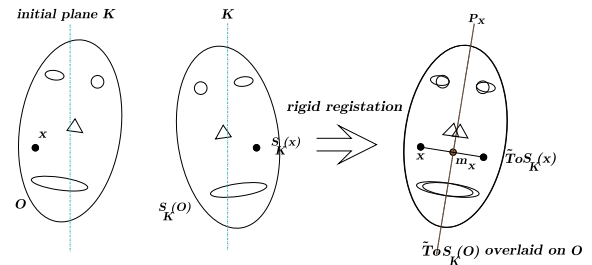 initial plane K
K
P_x
x
O
S_K(x)
S_K(O)
rigid registation
x
m_x
T̃oS_K(x)
T̃oS_K(O) overlaid on O